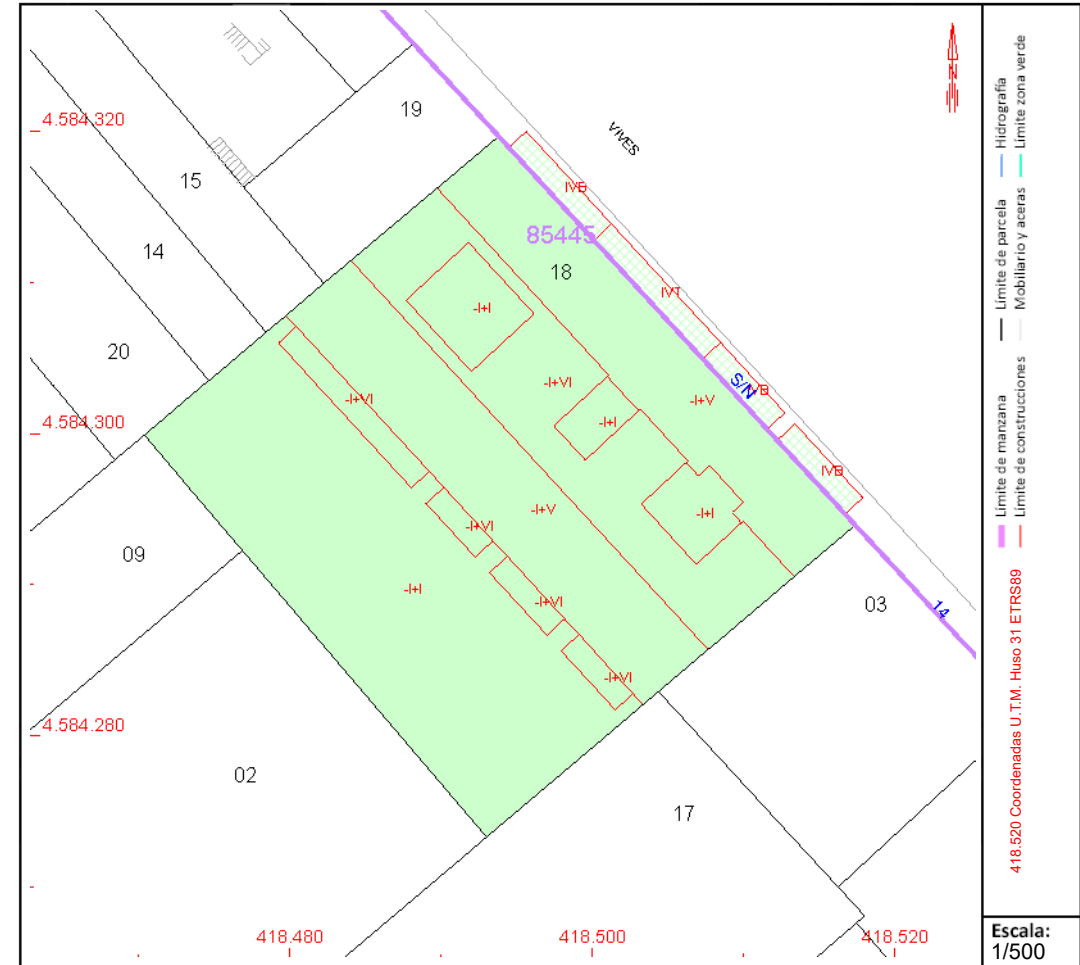 19
VIVES
4.584.320
IVB
15
85445
14
18
IVT
-I+I
20
-I+VI
S/N
-I+VI
-I+V
4.584.300
-I+I
IVB
-I+V
-I+I
-I+VI
09
-I+I
-I+VI
03
14
-I+VI
4.584.280
02
17
418.480
418.500
418.520
N
Límite de manzana
Límite de parcela
Hidrografía
Límite de construcciones
Mobiliario y aceras
Límite zona verde
418.520 Coordenadas U.T.M. Huso 31 ETRS89
Escala:
1/500